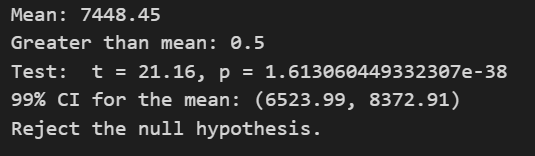 Mean: 7448.45
Greater than mean: 0.5
Test:  t = 21.16, p = 1.613060449332307e-38
99% CI for the mean: (6523.99, 8372.91)
Reject the null hypothesis.